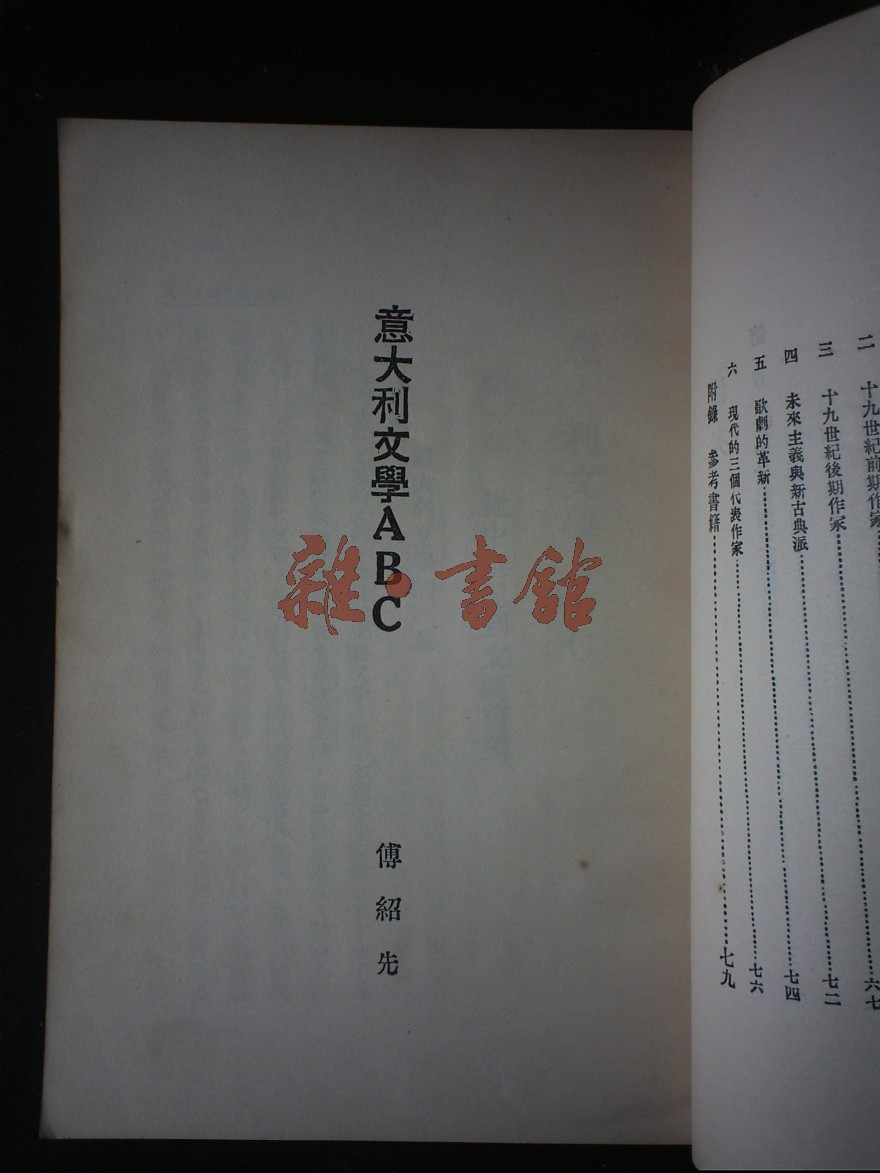 二　十九世紀前期作家
三　十九世紀後期作家……六七
四　未來主義與新古典派……七二
五　歌劇的革新……七四
六　現代的三個代表作家……七六
附錄　參考書籍……七九
意大利文學ABC
傅紹先
雜·書館